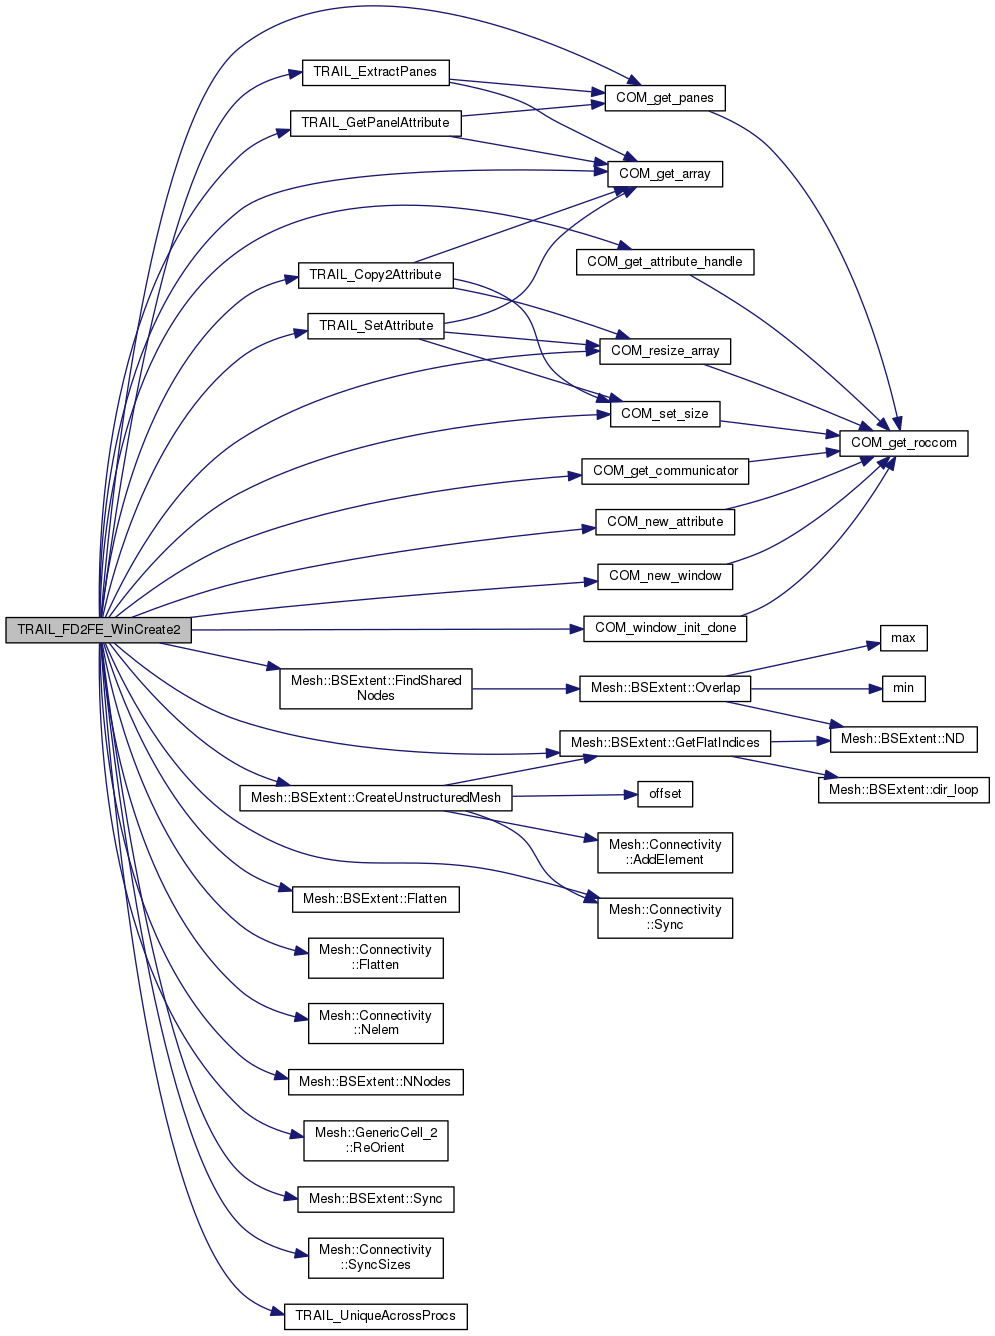 TRAIL_ExtractPanes
COM_get_panes
TRAIL_GetPanelAttribute
COM_get_array
COM_get_attribute_handle
TRAIL_Copy2Attribute
TRAIL_SetAttribute
COM_resize_array
COM_set_size
COM_get_roccom
COM_get_communicator
COM_new_attribute
COM_new_window
TRAIL_FD2FE_WinCreate2
COM_window_init_done
max
Mesh::BSExtent::FindShared
Nodes
Mesh::BSExtent::Overlap
min
Mesh::BSExtent::GetFlatIndices
Mesh::BSExtent::ND
Mesh::BSExtent::dir_loop
Mesh::BSExtent::CreateUnstructuredMesh
offset
Mesh::Connectivity
::AddElement
Mesh::BSExtent::Flatten
Mesh::Connectivity
::Sync
Mesh::Connectivity
::Flatten
Mesh::Connectivity
::Nelem
Mesh::BSExtent::NNodes
Mesh::GenericCell_2
::ReOrient
Mesh::BSExtent::Sync
Mesh::Connectivity
::SyncSizes
TRAIL_UniqueAcrossProcs